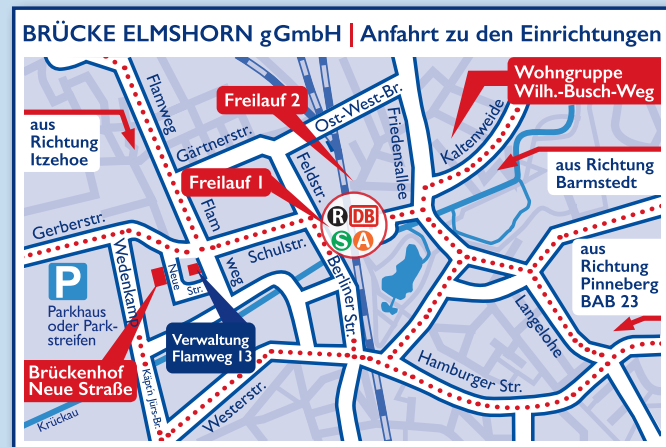 BRÜCKE ELMSHORN gGmbH | Anfahrt zu den Einrichtungen
Wohngruppe
Wilh.-Busch-Weg
Freilauf 2
Ost-West-Br.
Flamweg
Friedensallee
Kaltenweide
aus
Richtung
Itzehoe
Gärtnerstr.
Feldstr.
aus Richtung
Barmstedt
Freilauf 1
R DB
S A
Flam
weg
Gerberstr.
Schulstr.
Wedenkamp
Neue
Str.
Berliner Str.
aus
Richtung
Pinneberg
BAB 23
P
Parkhaus
oder Park-
streifen
Langelohe
Verwaltung
Flamweg 13
Brückenhof
Neue Straße
Käpt'n Jürs-Br.
Hamburger Str.
Westerstr.
Krückau